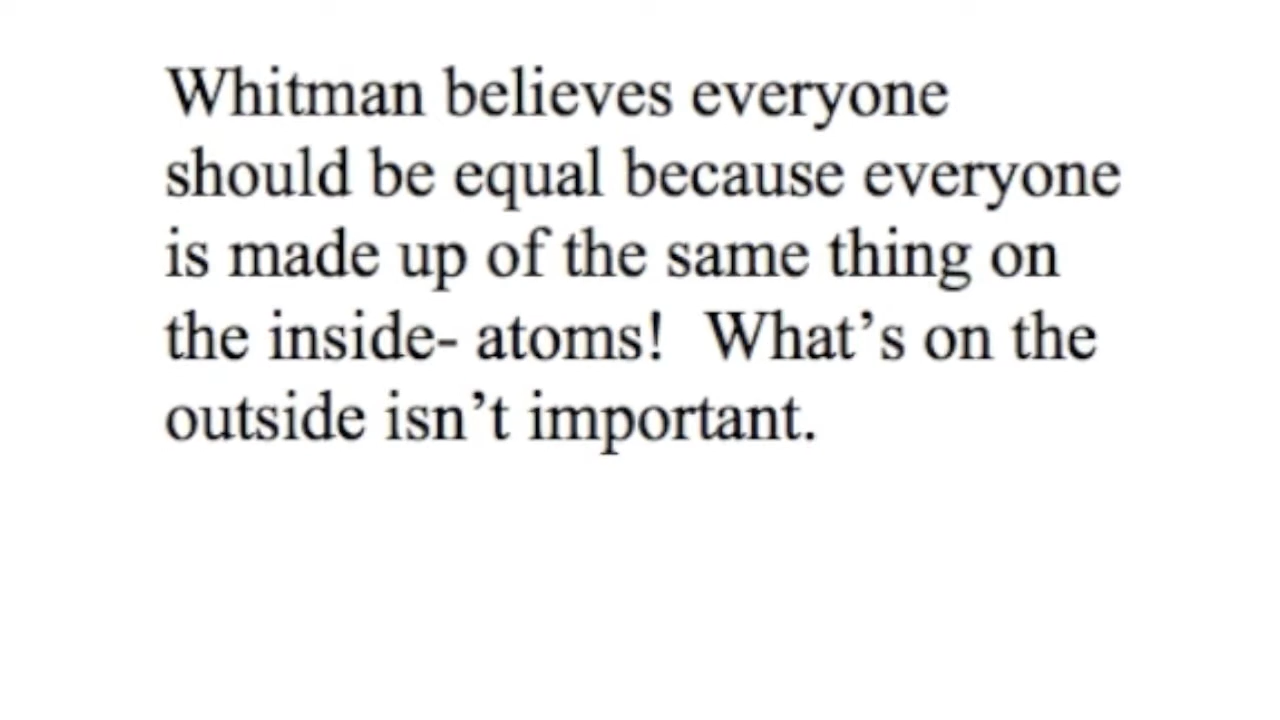 Whitman believes everyone
should be equal because everyone
is made up of the same thing on
the inside- atoms!  What’s on the
outside isn’t important.